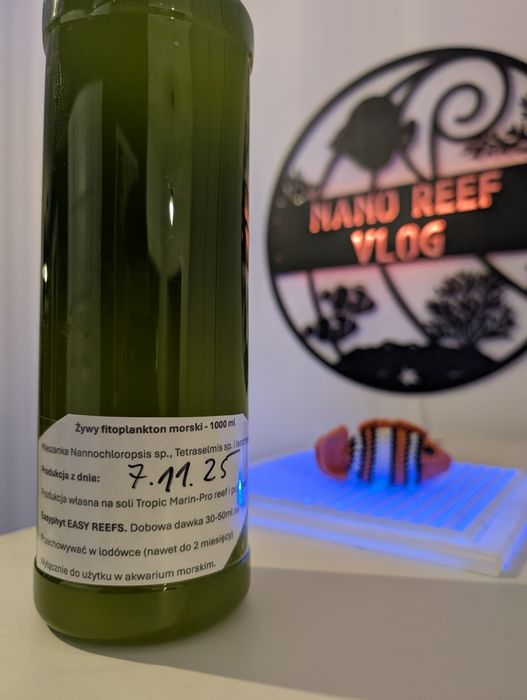 NANO REEF
VLOG
Żywy fitoplankton morski - 1000 ml
Mieszanka Nannochloropsis sp., Tetraselmis sp. i
Produkcja z dnia: 7.11.25
Produkcja własna na soli Tropic Marin-Pro reef i
Easyphyt EASY REEFS. Dobowa dawka 30-50ml
Przechowywać w lodówce (nawet do 2 miesięcy)
Wyłącznie do użytku w akwarium morskim.